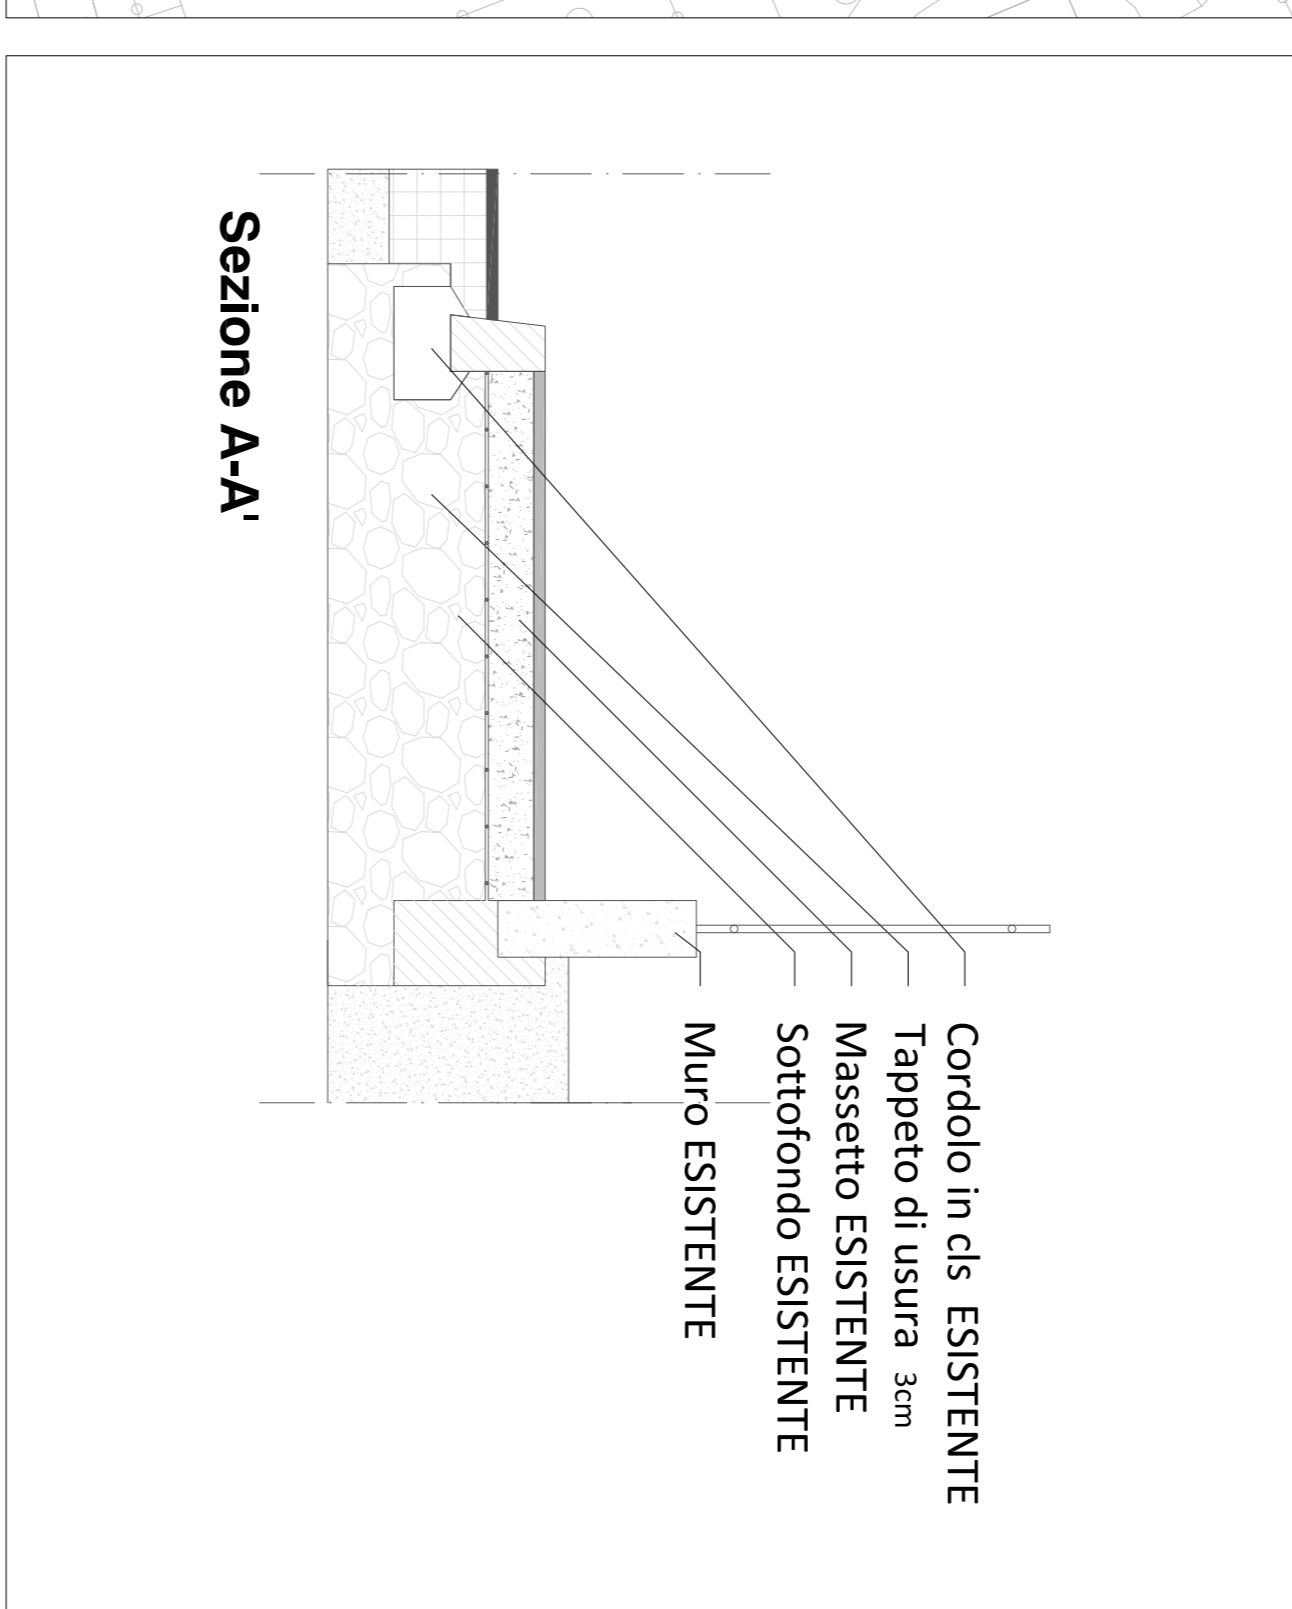 Cordolo in cls ESISTENTE
Tappeto di usura 3cm
Massetto ESISTENTE
Sottofondo ESISTENTE
Muro ESISTENTE
Sezione A-A'